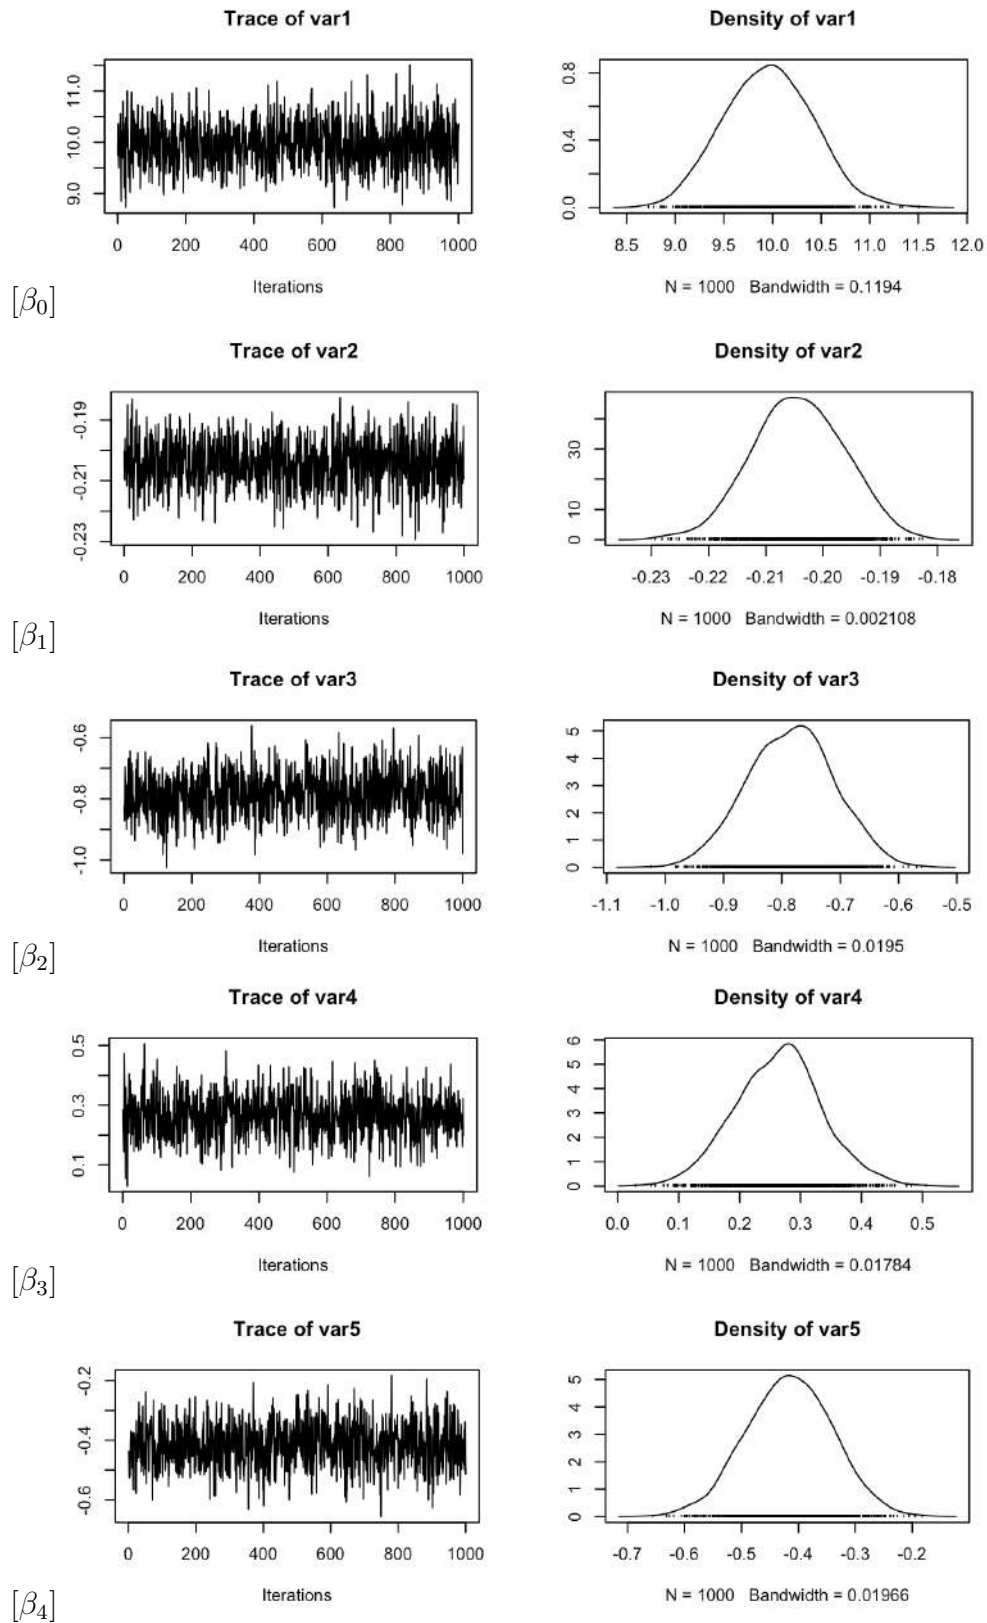 Trace of var1
Density of var1
9.0 10.0 11.0
0.0 0.4 0.8
0 200 400 600 800 1000
8.5 9.0 9.5 10.0 10.5 11.0 11.5 12.0
Iterations
N = 1000 Bandwidth = 0.1194
[β₀]
Trace of var2
Density of var2
-0.23 -0.21 -0.19
0 10 30
0 200 400 600 800 1000
-0.23 -0.22 -0.21 -0.20 -0.19 -0.18
Iterations
N = 1000 Bandwidth = 0.002108
[β₁]
Trace of var3
Density of var3
-1.0 -0.8 -0.6
0 1 2 3 4 5
0 200 400 600 800 1000
-1.1 -1.0 -0.9 -0.8 -0.7 -0.6 -0.5
Iterations
N = 1000 Bandwidth = 0.0195
[β₂]
Trace of var4
Density of var4
0.1 0.3 0.5
0 1 2 3 4 5 6
0 200 400 600 800 1000
0.0 0.1 0.2 0.3 0.4 0.5
Iterations
N = 1000 Bandwidth = 0.01784
[β₃]
Trace of var5
Density of var5
-0.6 -0.4 -0.2
0 1 2 3 4 5
0 200 400 600 800 1000
-0.7 -0.6 -0.5 -0.4 -0.3 -0.2
Iterations
N = 1000 Bandwidth = 0.01966
[β₄]